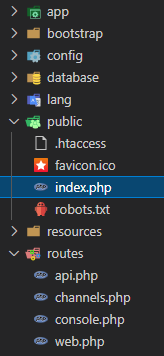 app
bootstrap
config
database
lang
public
.htaccess
favicon.ico
index.php
robots.txt
resources
routes
api.php
channels.php
console.php
web.php